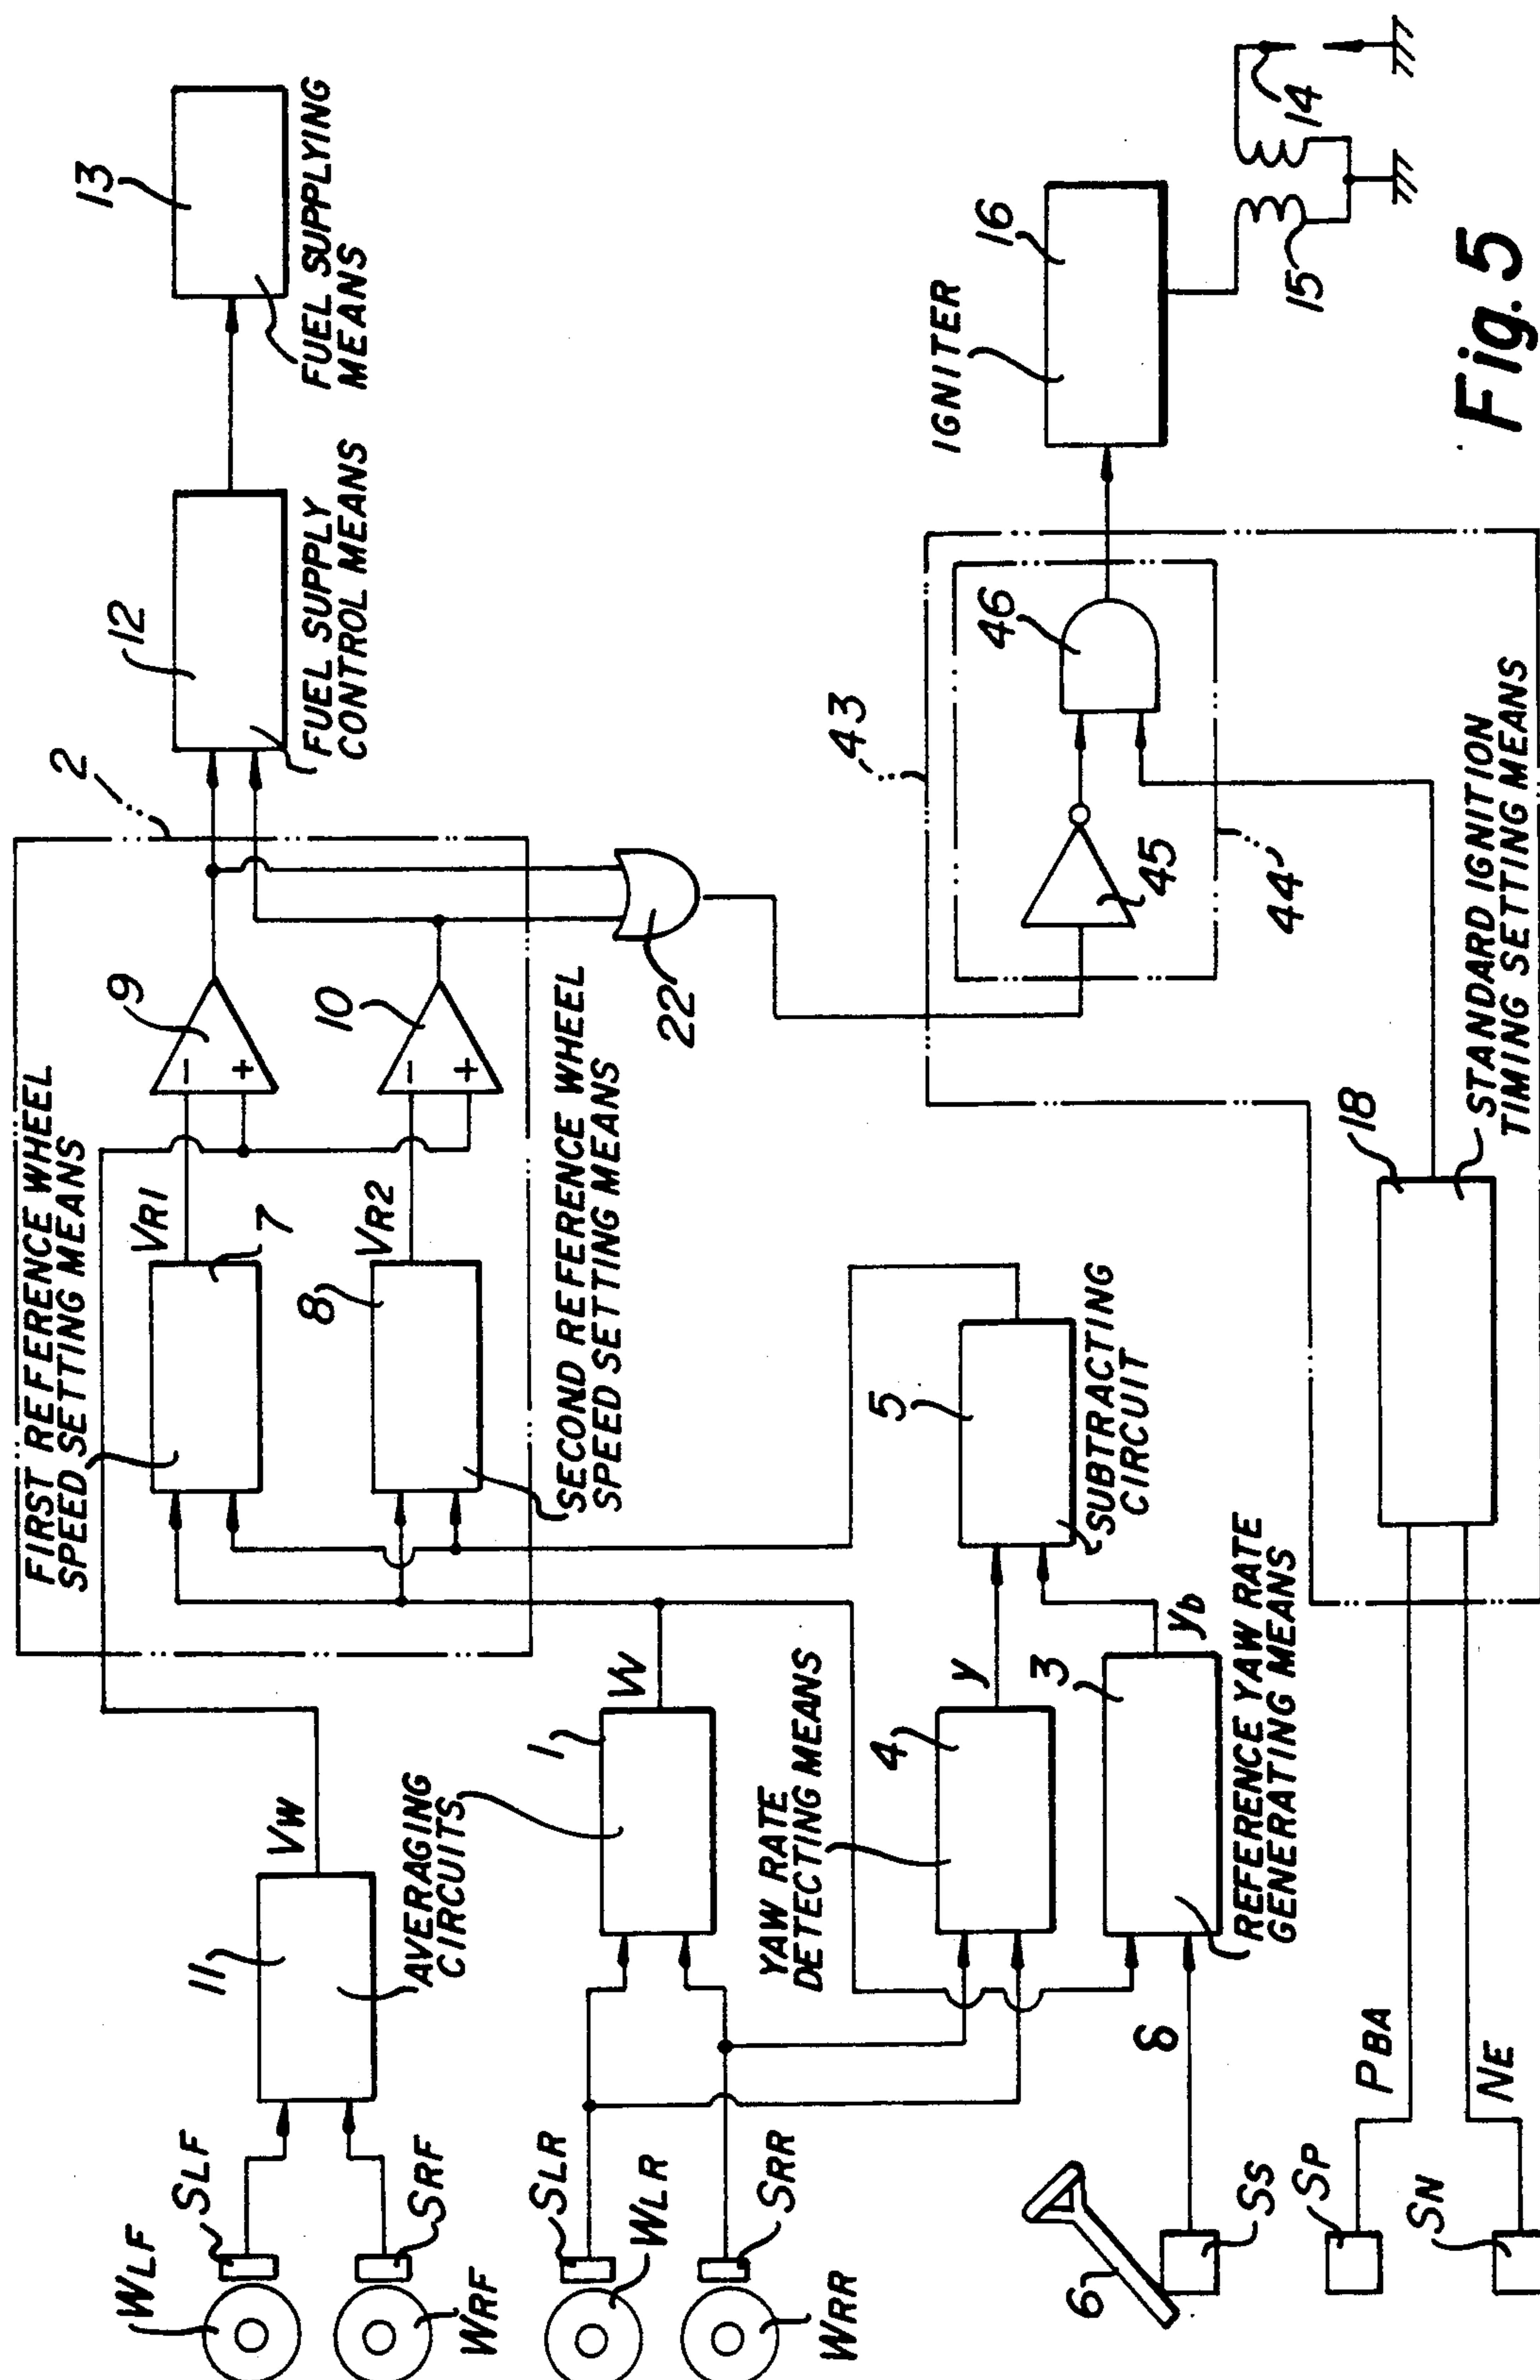 FIRST REFERENCE WHEEL
SPEED SETTING MEANS
2
12
13
FUEL SUPPLY
CONTROL MEANS
FUEL SUPPLYING
MEANS
VR1
7
9
-
+
8
VR2
10
-
+
SECOND REFERENCE WHEEL
SPEED SETTING MEANS
22
WLF
SLF
SRF
WRF
11
VW
AVERAGING
CIRCUITS
SLR
WLR
SRR
WRR
1
VV
YAW RATE
DETECTING MEANS
4
y
5
SUBTRACTING
CIRCUIT
3
yb
REFERENCE YAW RATE
GENERATING MEANS
6
SS
δ
43
44
45
46
IGNITER
16
15
14
SP
PBA
SN
NE
18
STANDARD IGNITION
TIMING SETTING MEANS
Fig. 5